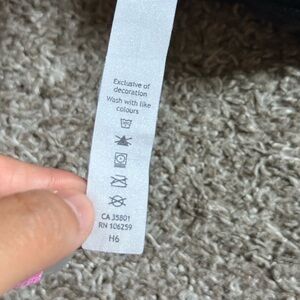 Exclusive of
decoration
Wash with like
colours
CA 35801
RN 106259
H6